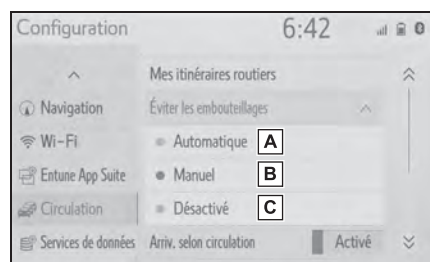 Configuration 6:42
Mes itinéraires routiers
Navigation Éviter les embouteillages
Wi-Fi Automatique A
Entune App Suite Manuel B
Circulation Désactivé C
Services de données Arriv. selon circulation Activé